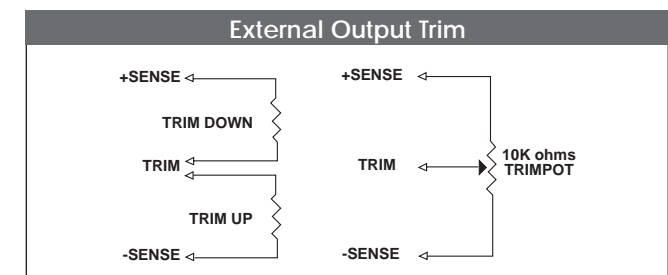 External Output Trim
+SENSE
TRIM DOWN
TRIM
TRIM UP
-SENSE
+SENSE
TRIM
10K ohms
TRIMPOT
-SENSE